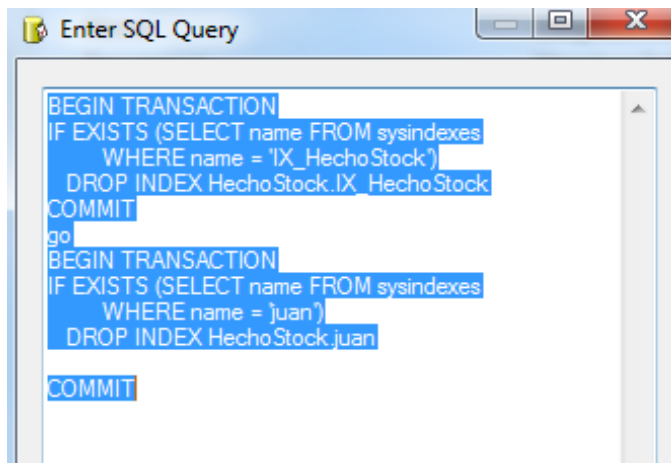 Enter SQL Query
BEGIN TRANSACTION
IF EXISTS (SELECT name FROM sysindexes
WHERE name = 'IX_HechoStock')
DROP INDEX HechoStock.IX_HechoStock
COMMIT
go
BEGIN TRANSACTION
IF EXISTS (SELECT name FROM sysindexes
WHERE name = 'juan')
DROP INDEX HechoStock.juan
COMMIT